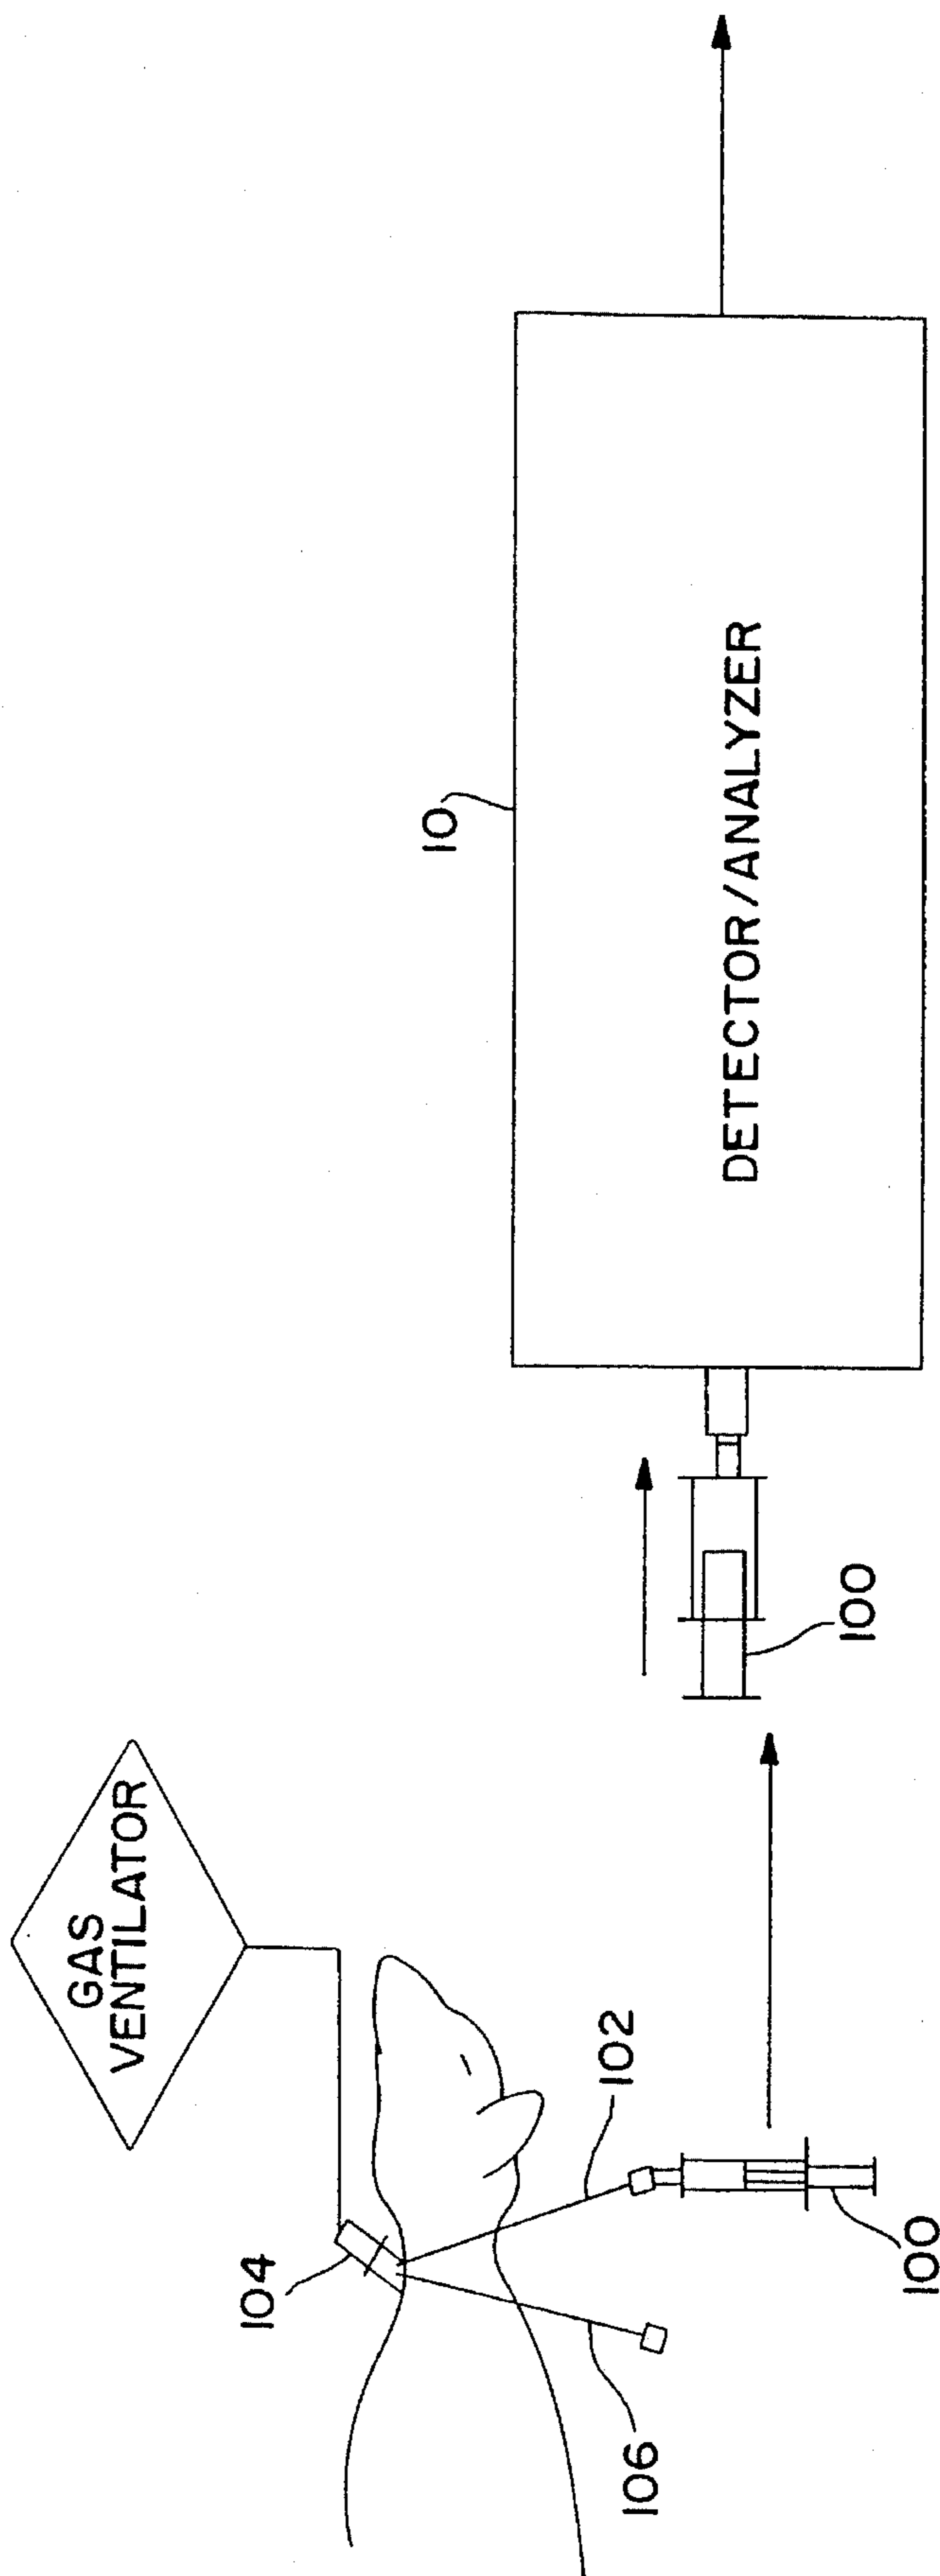 GAS
VENTILATOR
104
106
102
100
100
10
DETECTOR/ANALYZER